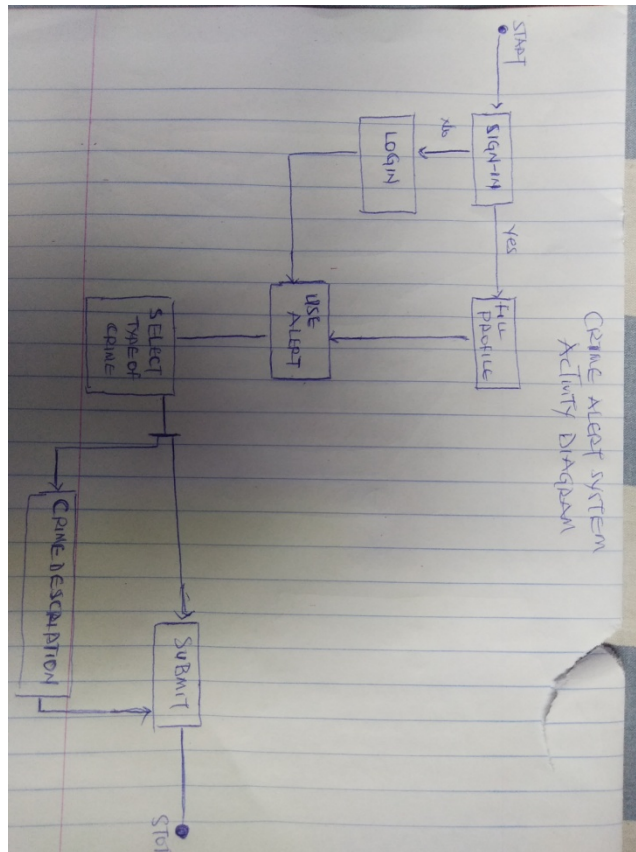 CRIME ALERT SYSTEM
ACTIVITY DIAGRAM
START
SIGN-IN
Yes
FILL
PROFILE
No
LOGIN
USE
ALERT
SELECT
TYPE OF
CRIME
SUBMIT
STOP
CRIME DESCRIPTION